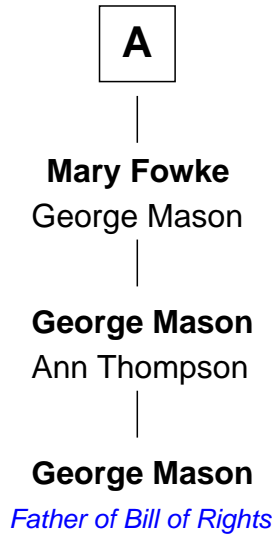 A
Mary Fowke
George Mason
George Mason
Ann Thompson
George Mason
Father of Bill of Rights